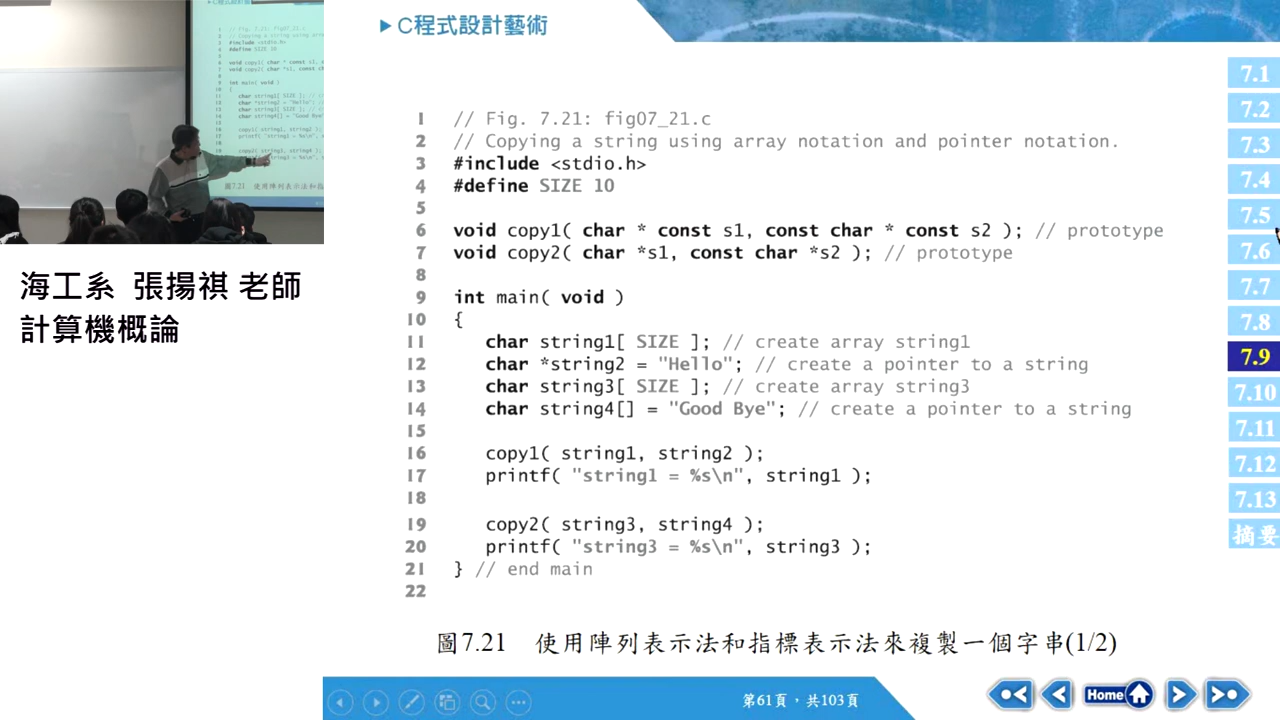 C程式設計藝術
海工系 張揚祺 老師
計算機概論
1 // Fig. 7.21: fig07_21.c
2 // Copying a string using array notation and pointer notation.
3 #include <stdio.h>
4 #define SIZE 10
5
6 void copy1( char * const s1, const char * const s2 ); // prototype
7 void copy2( char *s1, const char *s2 ); // prototype
8
9 int main( void )
10 {
11 char string1[ SIZE ]; // create array string1
12 char *string2 = "Hello"; // create a pointer to a string
13 char string3[ SIZE ]; // create array string3
14 char string4[] = "Good Bye"; // create a pointer to a string
15
16 copy1( string1, string2 );
17 printf( "string1 = %s\n", string1 );
18
19 copy2( string3, string4 );
20 printf( "string3 = %s\n", string3 );
21 } // end main
22
圖7.21 使用陣列表示法和指標表示法來複製一個字串(1/2)
7.1
7.2
7.3
7.4
7.5
7.6
7.7
7.8
7.9
7.10
7.11
7.12
7.13
摘要
第61頁，共103頁
Home